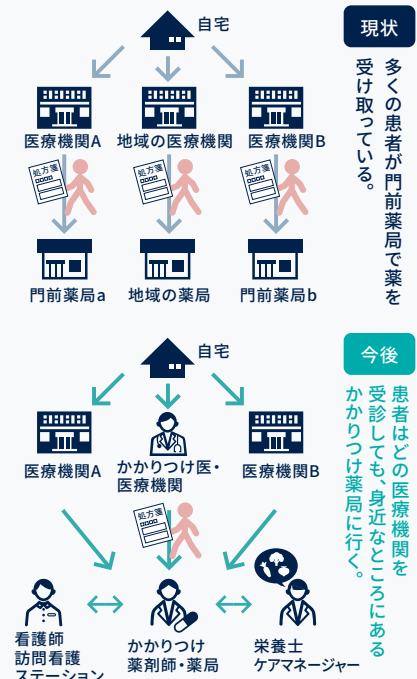 現状
多くの患者が門前薬局で薬を
受け取っている。
自宅
医療機関A
地域の医療機関
医療機関B
処方箋
処方箋
処方箋
門前薬局a
地域の薬局
門前薬局b
今後
患者はどの医療機関を
受診しても、身近なところにある
かかりつけ薬局に行く。
自宅
医療機関A
かかりつけ医・
医療機関
医療機関B
処方箋
看護師
訪問看護
ステーション
かかりつけ
薬剤師・薬局
栄養士
ケアマネージャー